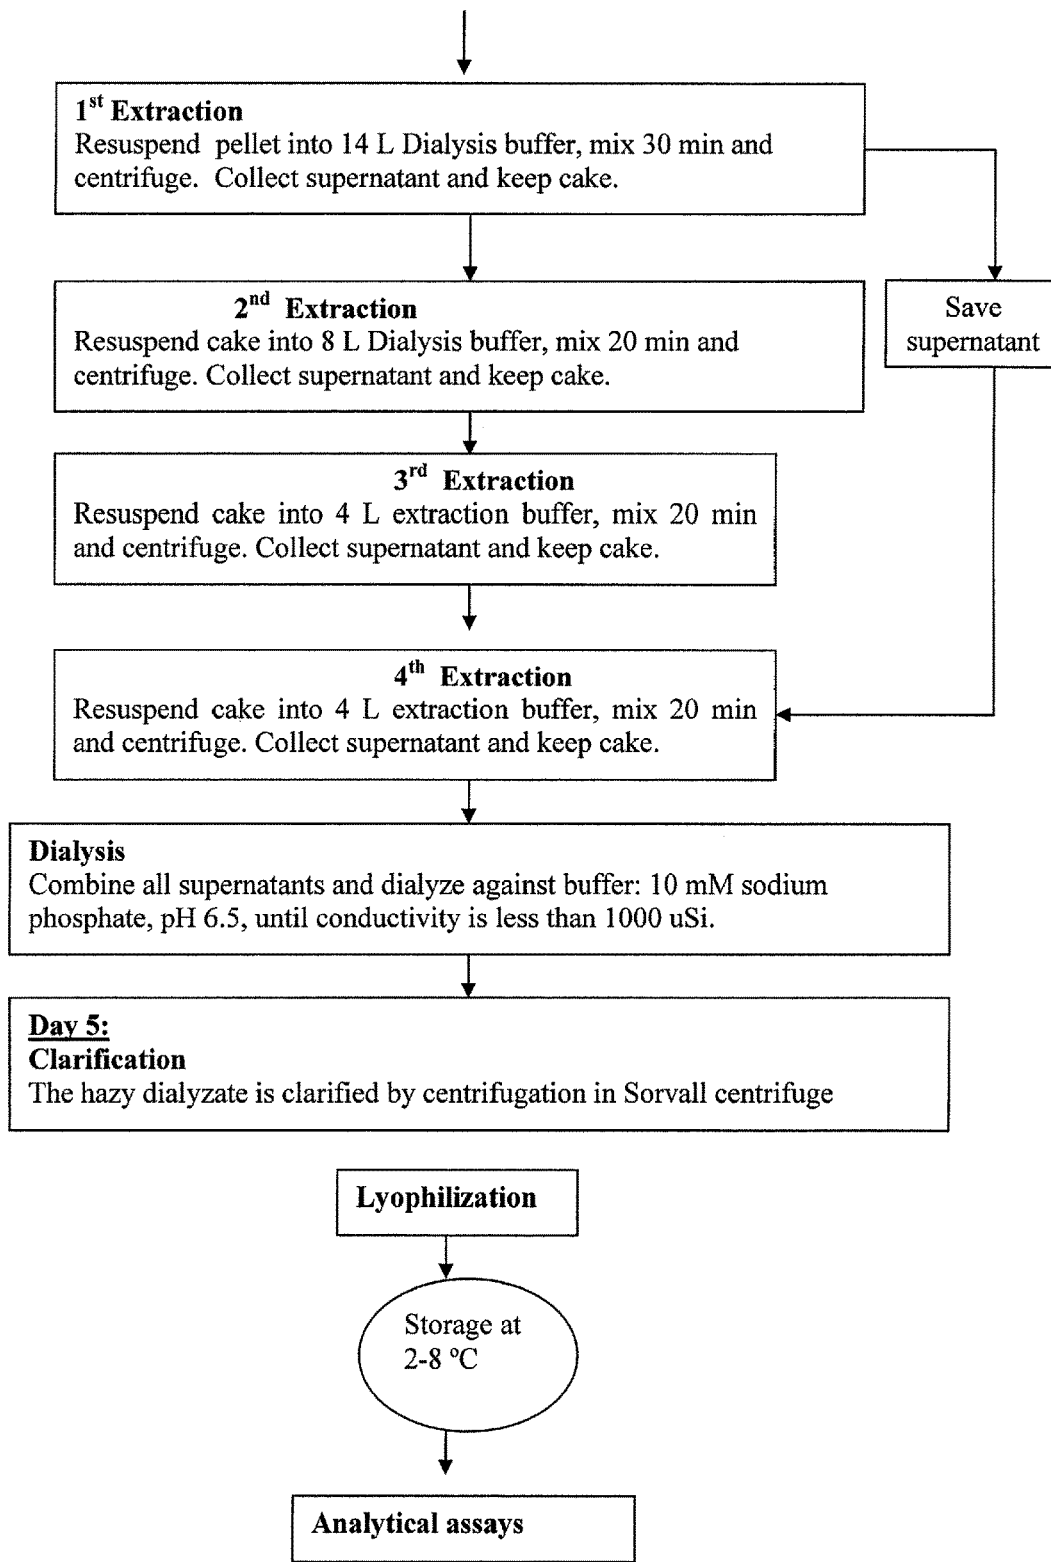 1st Extraction
Resuspend pellet into 14 L Dialysis buffer, mix 30 min and
centrifuge. Collect supernatant and keep cake.
2nd Extraction
Resuspend cake into 8 L Dialysis buffer, mix 20 min and
centrifuge. Collect supernatant and keep cake.
Save
supernatant
3rd Extraction
Resuspend cake into 4 L extraction buffer, mix 20 min
and centrifuge. Collect supernatant and keep cake.
4th Extraction
Resuspend cake into 4 L extraction buffer, mix 20 min
and centrifuge. Collect supernatant and keep cake.
Dialysis
Combine all supernatants and dialyze against buffer: 10 mM sodium
phosphate, pH 6.5, until conductivity is less than 1000 uSi.
Day 5:
Clarification
The hazy dialyzate is clarified by centrifugation in Sorvall centrifuge
Lyophilization
Storage at
2-8 ºC
Analytical assays